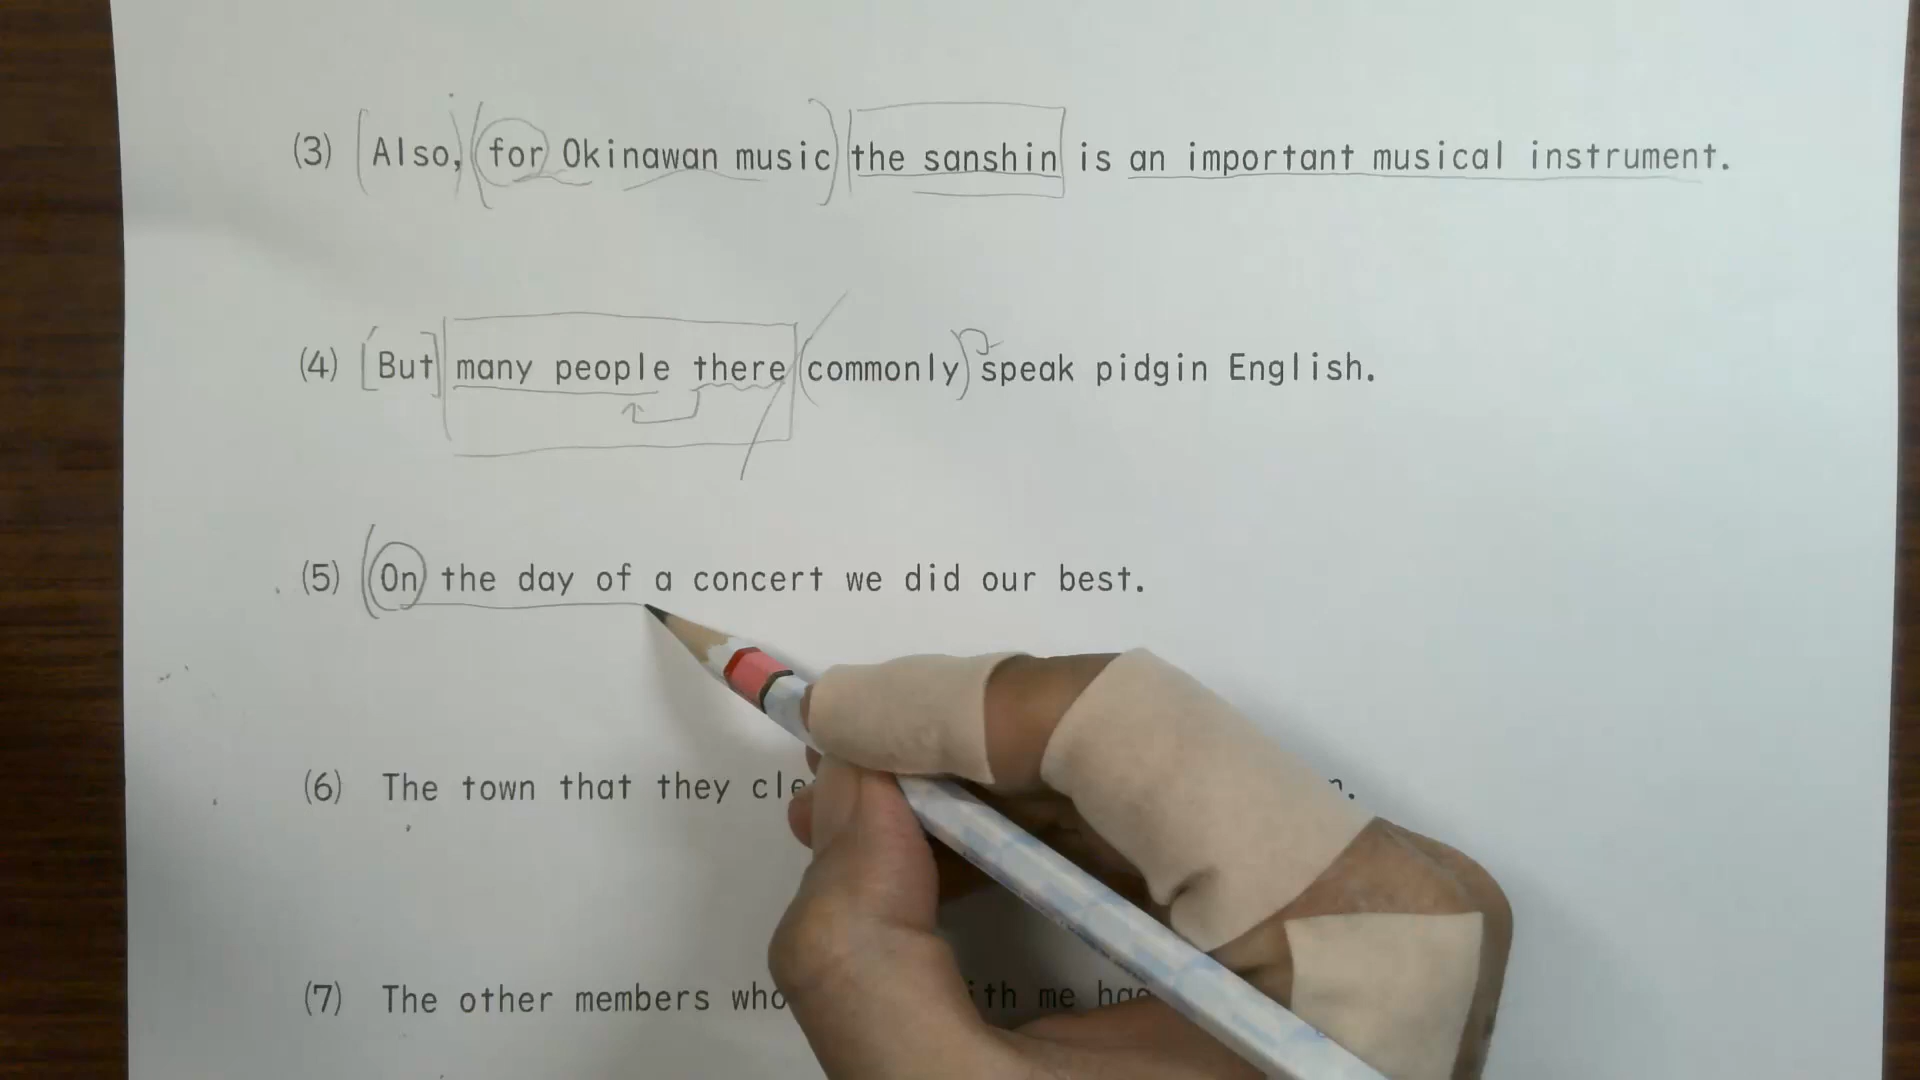 (3) Also, for Okinawan music the sanshin is an important musical instrument.
(4) But many people there commonly speak pidgin English.
(5) On the day of a concert we did our best.
(6) The town that they
(7) The other members who me